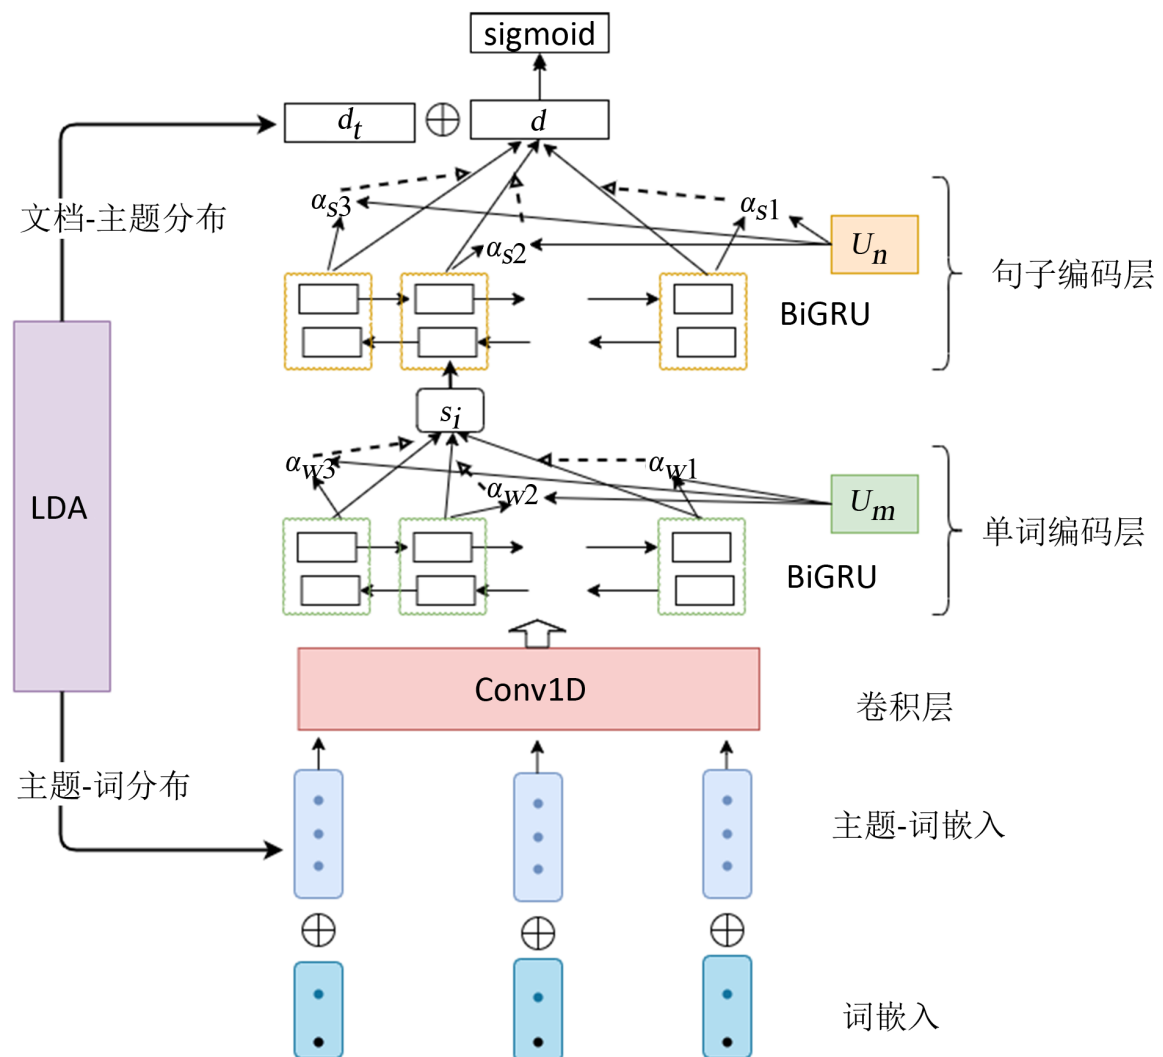 sigmoid
d_t ⊕ d
文档-主题分布
α_s3
α_s1
α_s2
U_n
句子编码层
BiGRU
s_i
α_w3
α_w1
α_w2
U_m
LDA
单词编码层
BiGRU
Conv1D
卷积层
主题-词分布
主题-词嵌入
⊕ ⊕ ⊕
词嵌入